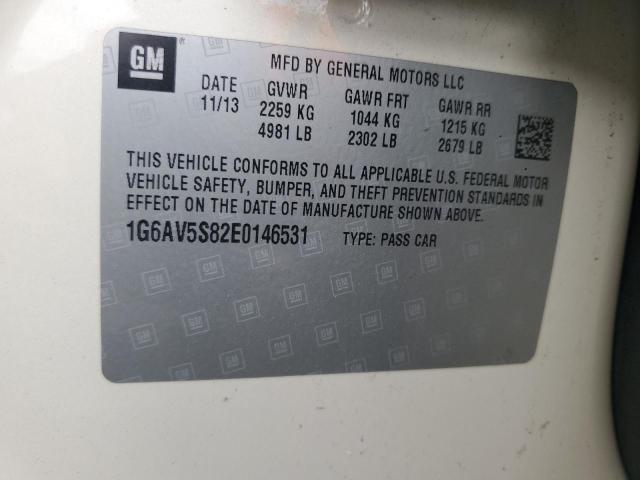 GM ® MFD BY GENERAL MOTORS LLC
DATE GVWR GAWR FRT GAWR RR
11/13 2259 KG 1044 KG 1215 KG
4981 LB 2302 LB 2679 LB
THIS VEHICLE CONFORMS TO ALL APPLICABLE U.S. FEDERAL MOTOR
VEHICLE SAFETY, BUMPER, AND THEFT PREVENTION STANDARDS IN
EFFECT ON THE DATE OF MANUFACTURE SHOWN ABOVE.
1G6AV5S82E0146531 TYPE: PASS CAR